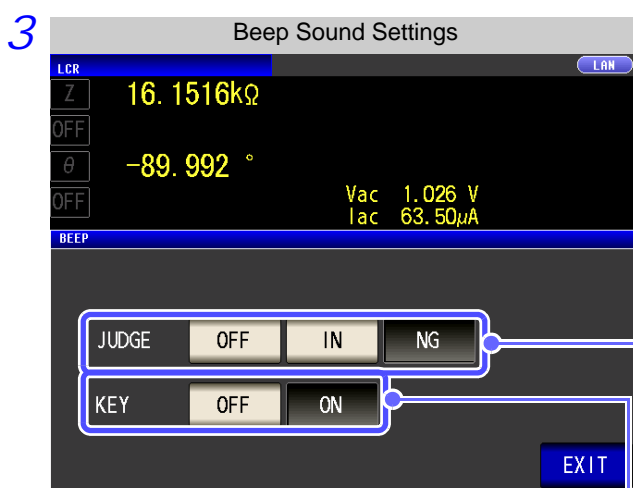 3
Beep Sound Settings
LCR
LAN
Z 16.1516kΩ
OFF
θ -89.992 °
OFF
Vac 1.026 V
Iac 63.50μA
BEEP
JUDGE OFF IN NG
KEY OFF ON
EXIT